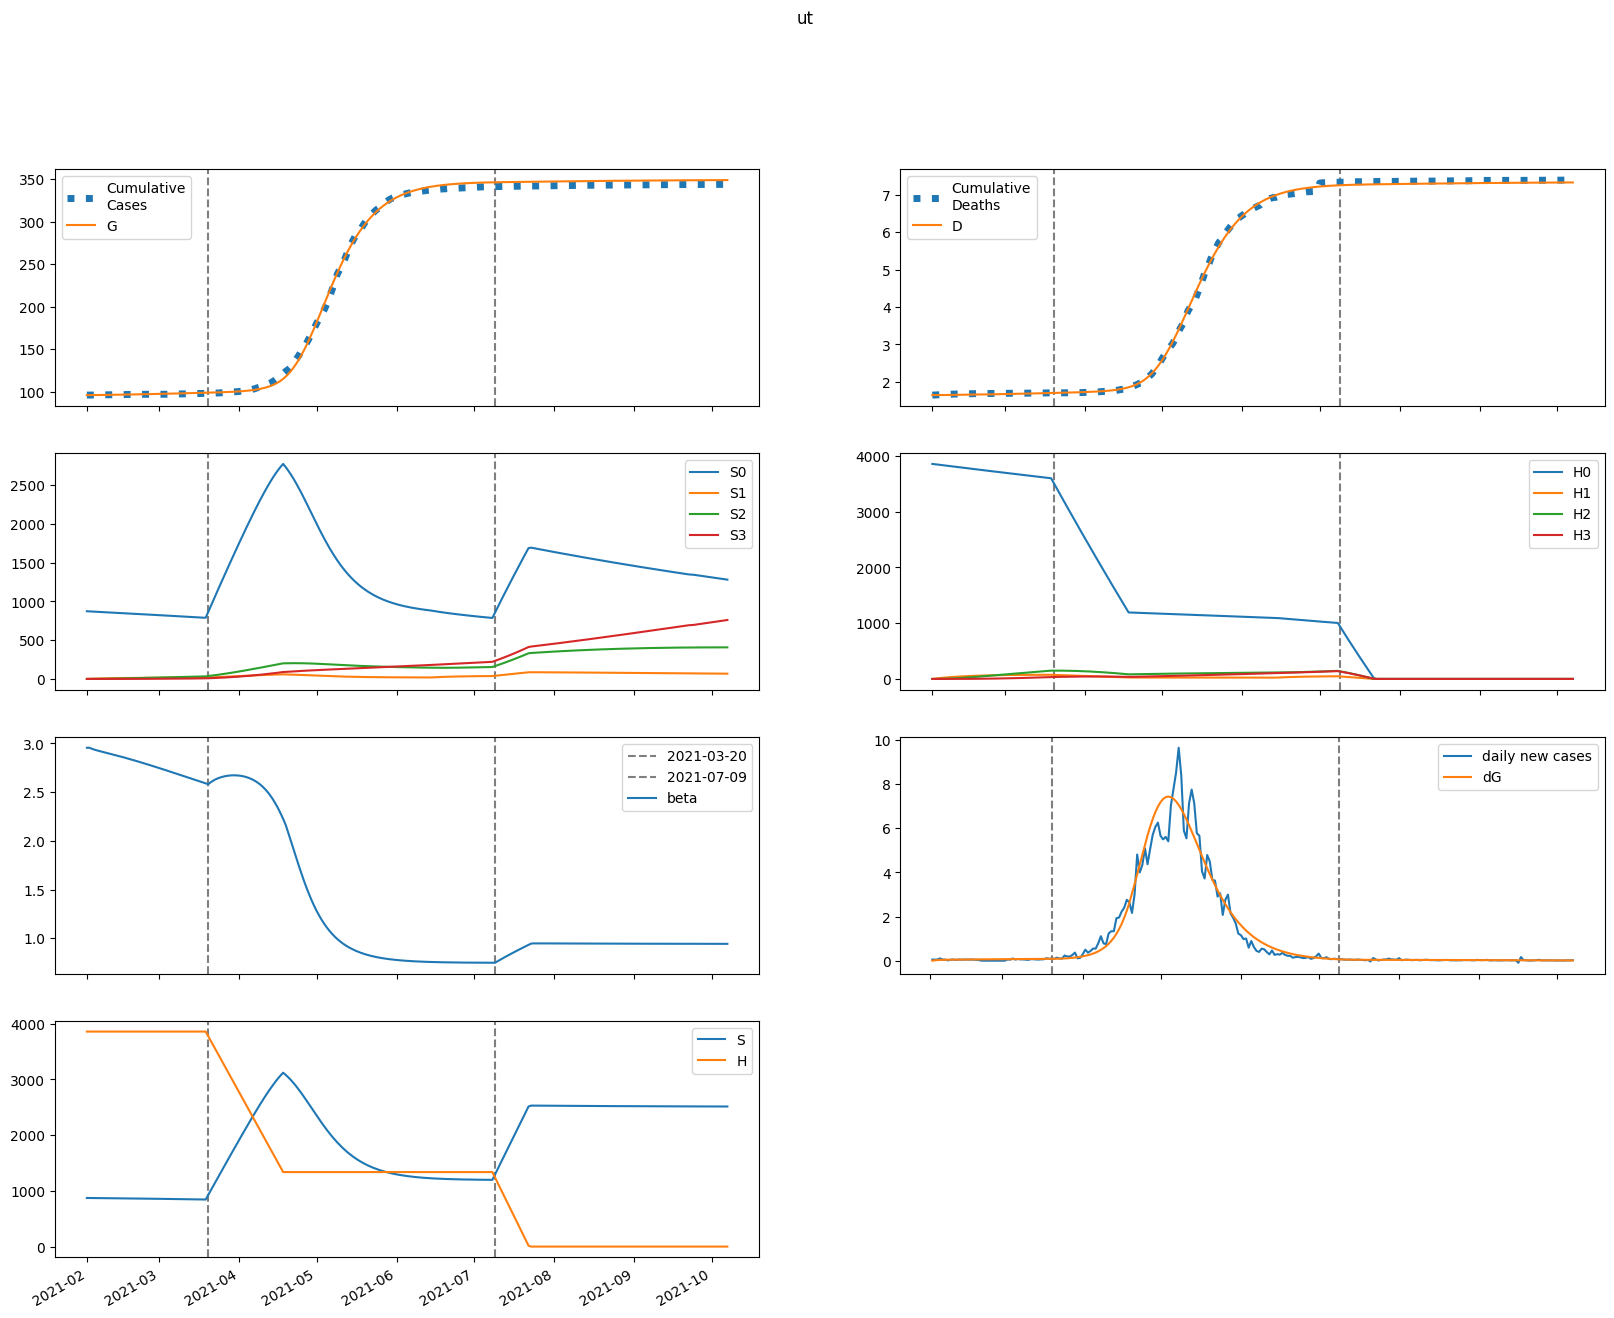 ut
350
300
250
200
150
100
Cumulative
Cases
G
7
6
5
4
3
2
Cumulative
Deaths
D
2500
2000
1500
1000
500
0
S0
S1
S2
S3
4000
3000
2000
1000
0
H0
H1
H2
H3
3.0
2.5
2.0
1.5
1.0
2021-03-20
2021-07-09
beta
10
8
6
4
2
0
daily new cases
dG
4000
3000
2000
1000
0
S
H
2021-02
2021-03
2021-04
2021-05
2021-06
2021-07
2021-08
2021-09
2021-10